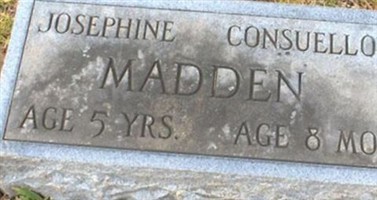 JOSEPHINE CONSUELLO
MADDEN
AGE 5 YRS. AGE 8 MO